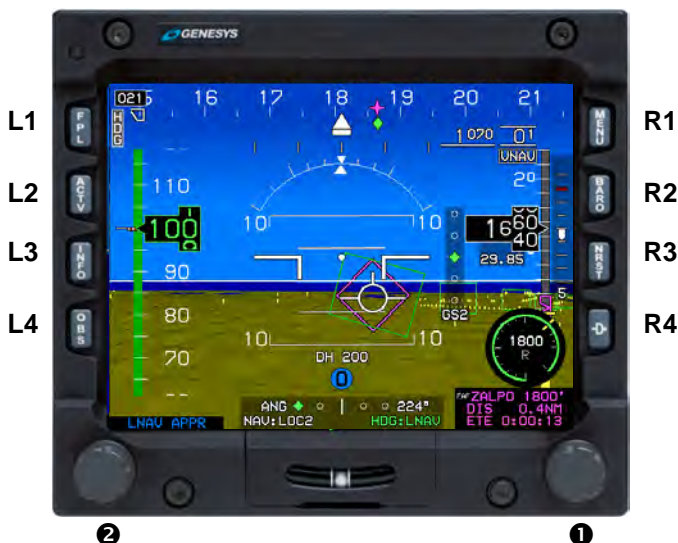 GENESYS
021 5 16 17 18 19 20 21
HDG
L1 FPL
MENU R1
1070 01
VNAV
L2 ACTV
BARO R2
110
20
10 10
100
1660
40
L3 INFO
NRST R3
29.85
90
5
GS2
L4 OBS
D R4
80
10 10
1800
R
DH 200
70
0
ZALPO 1800'
ANG 224°
DIS 0.4NM
LNAV APPR
NAV:LOC2
HDG:LNAV
ETE 0:00:13
❷ ❶